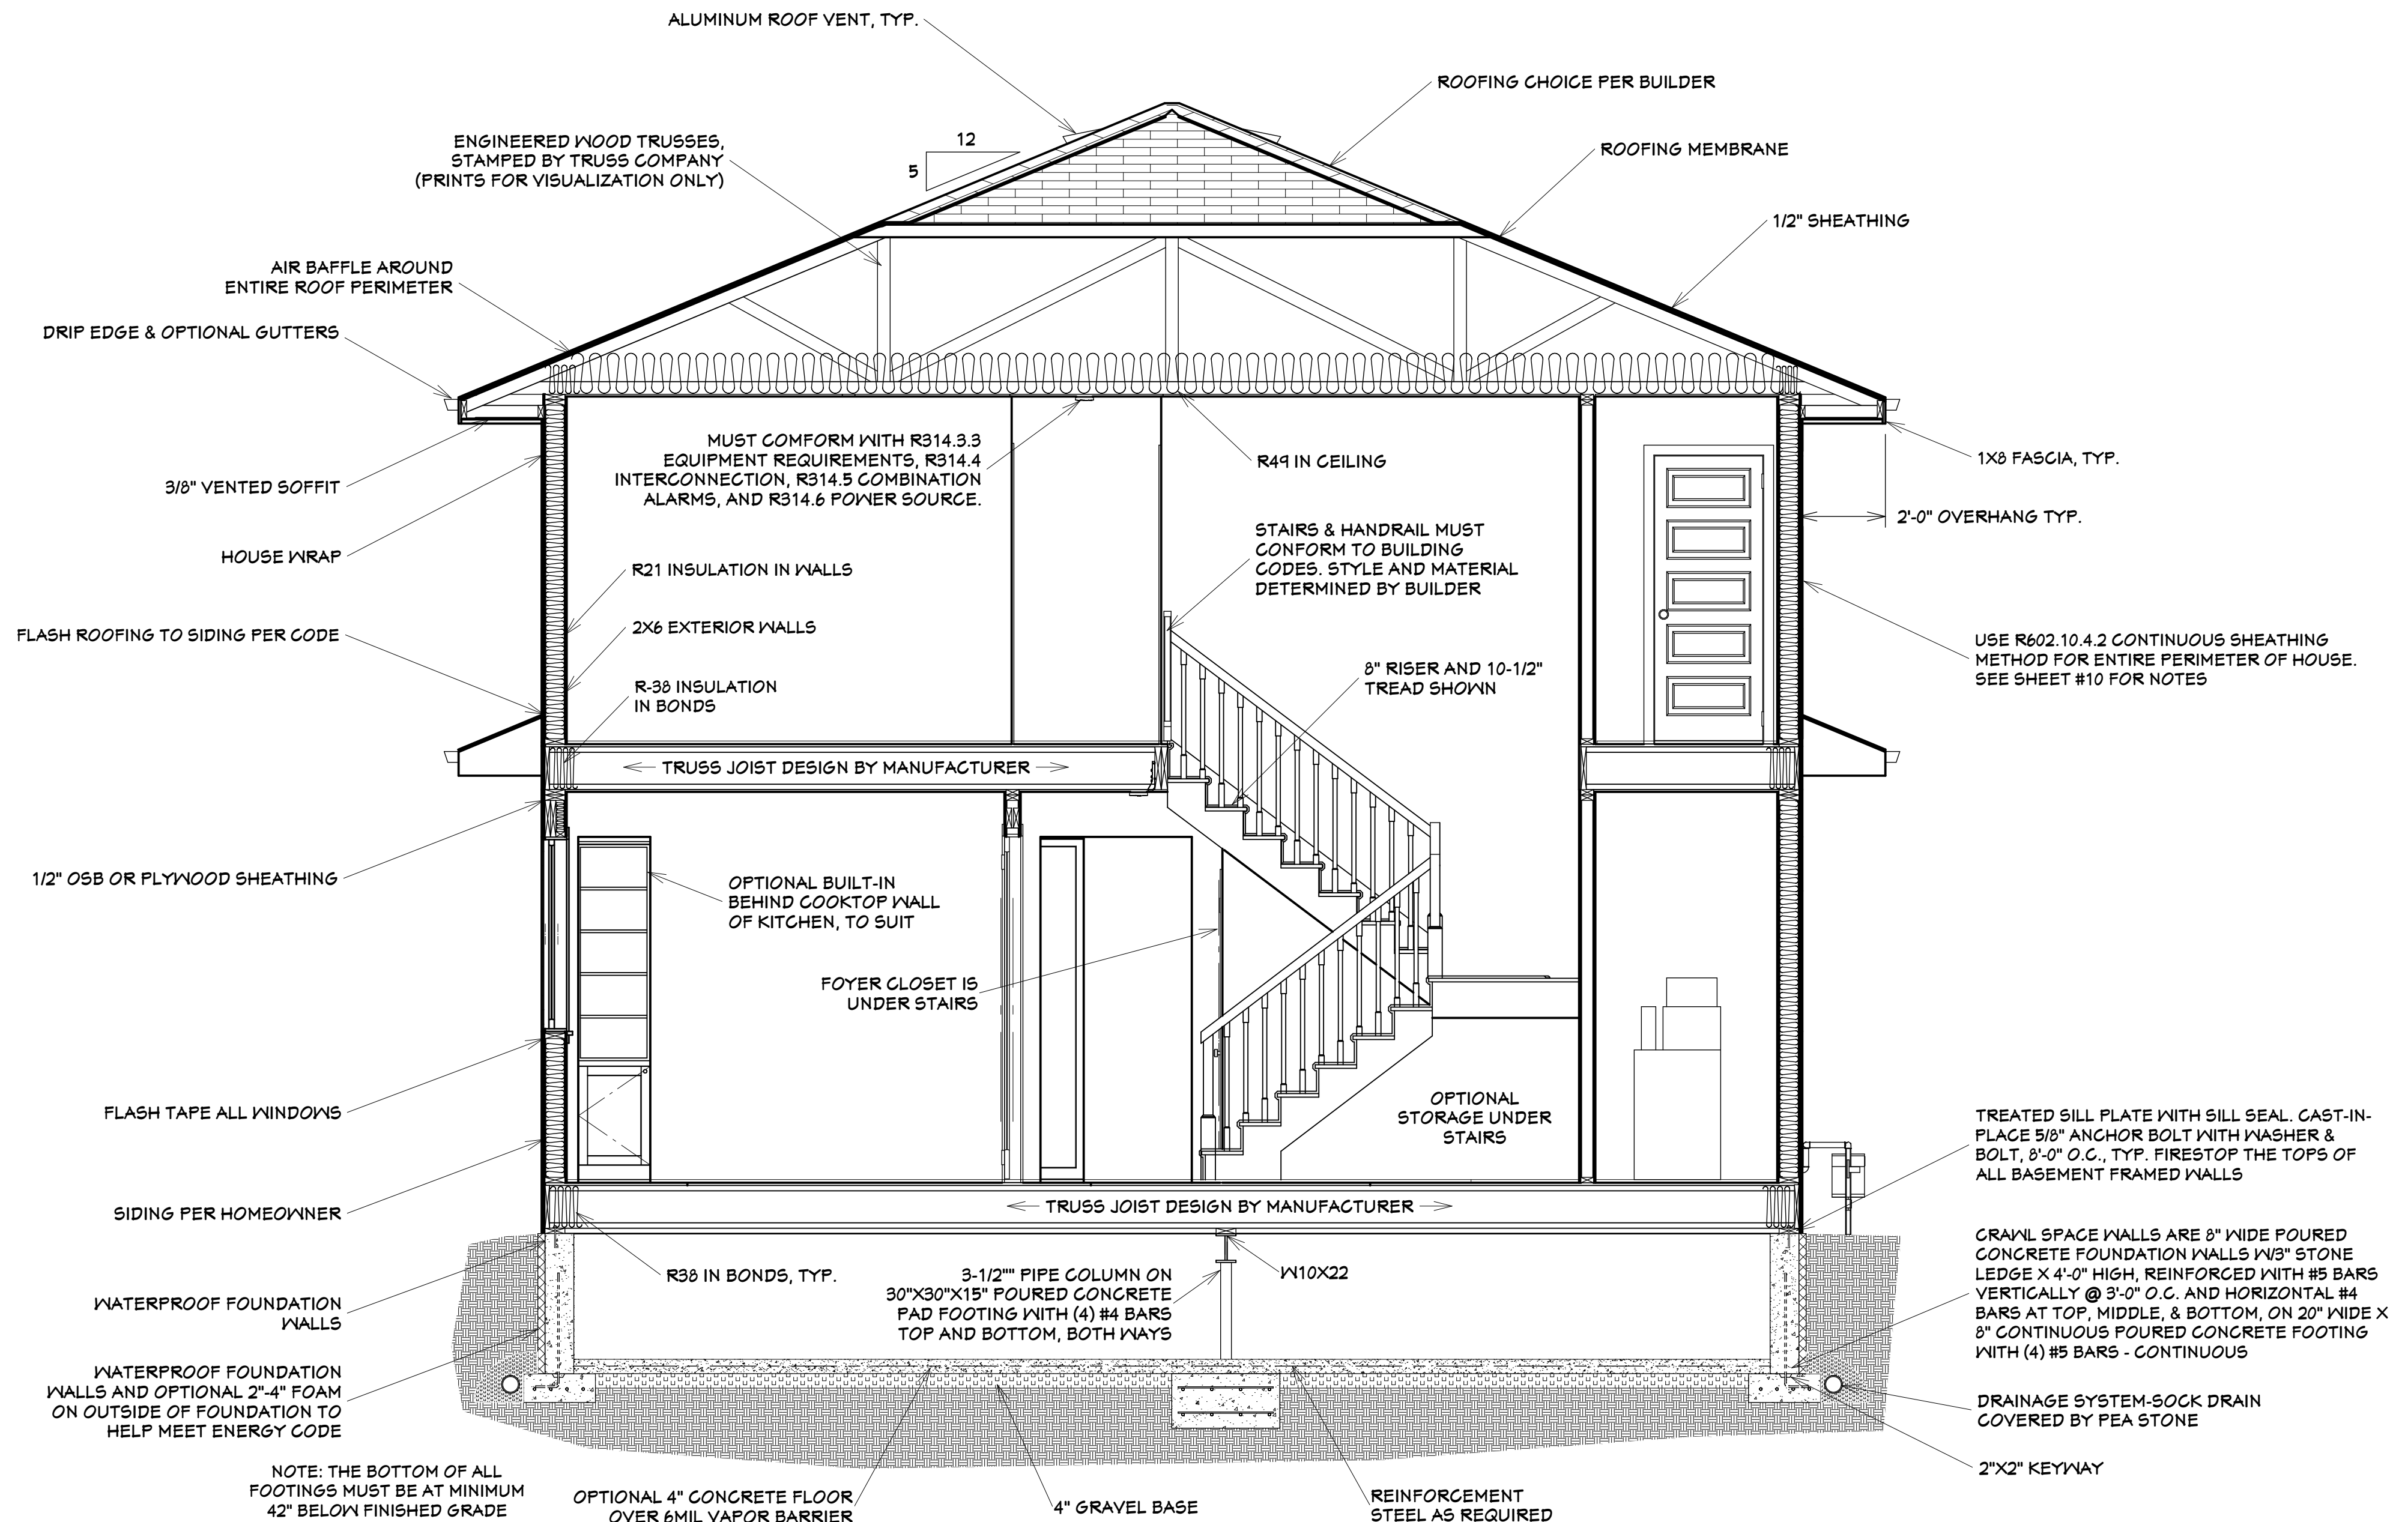 ALUMINUM ROOF VENT, TYP.
ROOFING CHOICE PER BUILDER
ENGINEERED WOOD TRUSSES,
STAMPED BY TRUSS COMPANY
(PRINTS FOR VISUALIZATION ONLY)
12
5
ROOFING MEMBRANE
1/2" SHEATHING
AIR BAFFLE AROUND
ENTIRE ROOF PERIMETER
DRIP EDGE & OPTIONAL GUTTERS
MUST COMFORM WITH R314.3.3
EQUIPMENT REQUIREMENTS, R314.4
INTERCONNECTION, R314.5 COMBINATION
ALARMS, AND R314.6 POWER SOURCE.
R49 IN CEILING
1X8 FASCIA, TYP.
3/8" VENTED SOFFIT
2'-0" OVERHANG TYP.
HOUSE WRAP
STAIRS & HANDRAIL MUST
CONFORM TO BUILDING
CODES. STYLE AND MATERIAL
DETERMINED BY BUILDER
R21 INSULATION IN WALLS
2X6 EXTERIOR WALLS
FLASH ROOFING TO SIDING PER CODE
USE R602.10.4.2 CONTINUOUS SHEATHING
METHOD FOR ENTIRE PERIMETER OF HOUSE.
SEE SHEET #10 FOR NOTES
8" RISER AND 10-1/2"
TREAD SHOWN
R-38 INSULATION
IN BONDS
TRUSS JOIST DESIGN BY MANUFACTURER
1/2" OSB OR PLYWOOD SHEATHING
OPTIONAL BUILT-IN
BEHIND COOKTOP WALL
OF KITCHEN, TO SUIT
FOYER CLOSET IS
UNDER STAIRS
FLASH TAPE ALL WINDOWS
OPTIONAL
STORAGE UNDER
STAIRS
TREATED SILL PLATE WITH SILL SEAL. CAST-IN-
PLACE 5/8" ANCHOR BOLT WITH WASHER &
BOLT, 8'-0" O.C., TYP. FIRESTOP THE TOPS OF
ALL BASEMENT FRAMED WALLS
SIDING PER HOMEOWNER
TRUSS JOIST DESIGN BY MANUFACTURER
CRAWL SPACE WALLS ARE 8" WIDE POURED
CONCRETE FOUNDATION WALLS W/3" STONE
LEDGE X 4'-0" HIGH, REINFORCED WITH #5 BARS
VERTICALLY @ 3'-0" O.C. AND HORIZONTAL #4
BARS AT TOP, MIDDLE, & BOTTOM, ON 20" WIDE X
8" CONTINUOUS POURED CONCRETE FOOTING
WITH (4) #5 BARS - CONTINUOUS
R38 IN BONDS, TYP.
3-1/2"" PIPE COLUMN ON
30"X30"X15" POURED CONCRETE
PAD FOOTING WITH (4) #4 BARS
TOP AND BOTTOM, BOTH WAYS
W10X22
WATERPROOF FOUNDATION
WALLS
WATERPROOF FOUNDATION
WALLS AND OPTIONAL 2"-4" FOAM
ON OUTSIDE OF FOUNDATION TO
HELP MEET ENERGY CODE
DRAINAGE SYSTEM-SOCK DRAIN
COVERED BY PEA STONE
2"X2" KEYWAY
NOTE: THE BOTTOM OF ALL
FOOTINGS MUST BE AT MINIMUM
42" BELOW FINISHED GRADE
OPTIONAL 4" CONCRETE FLOOR
OVER 6MIL VAPOR BARRIER
4" GRAVEL BASE
REINFORCEMENT
STEEL AS REQUIRED